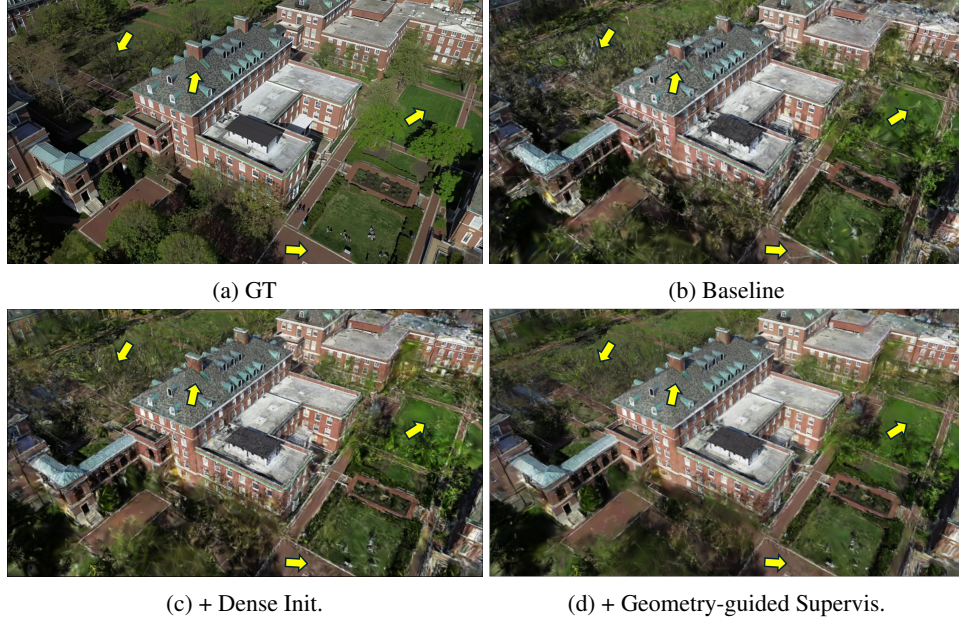 (a) GT
(b) Baseline
(c) + Dense Init.
(d) + Geometry-guided Supervis.